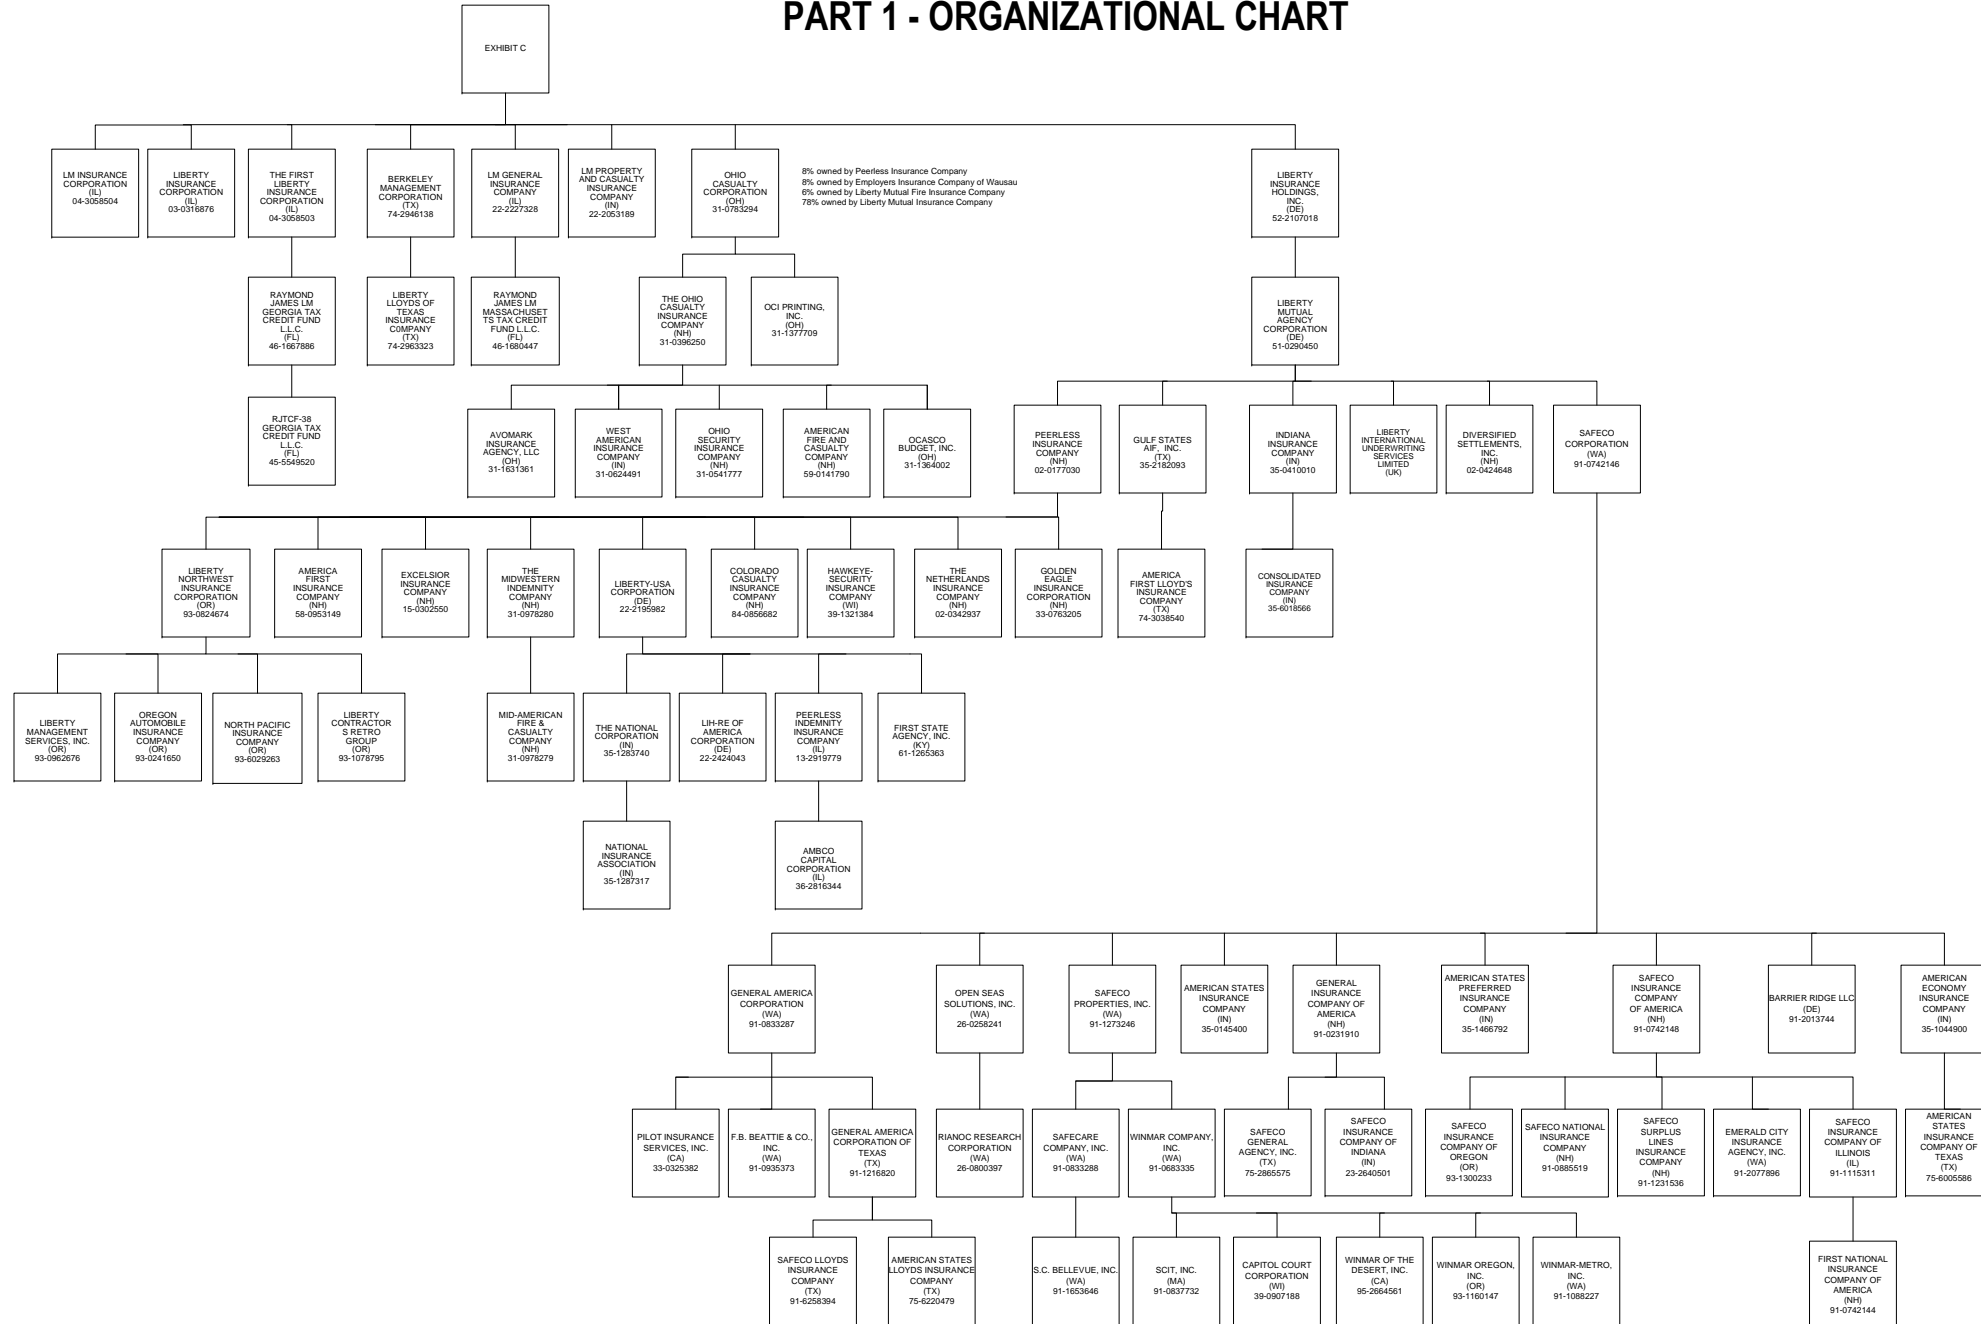 PART 1 - ORGANIZATIONAL CHART
EXHIBIT C
LM INSURANCE
CORPORATION
(IL)
04-3058504
LIBERTY
INSURANCE
CORPORATION
(IL)
03-0316876
THE FIRST
LIBERTY
INSURANCE
CORPORATION
(IL)
04-3058503
BERKELEY
MANAGEMENT
CORPORATION
(TX)
74-2946138
LM GENERAL
INSURANCE
COMPANY
(IL)
22-2227328
LM PROPERTY
AND CASUALTY
INSURANCE
COMPANY
(IN)
22-2053189
OHIO
CASUALTY
CORPORATION
(OH)
31-0783294
8% owned by Peerless Insurance Company
8% owned by Employers Insurance Company of Wausau
6% owned by Liberty Mutual Fire Insurance Company
78% owned by Liberty Mutual Insurance Company
LIBERTY
INSURANCE
HOLDINGS,
INC.
(DE)
52-2107018
RAYMOND
JAMES LM
GEORGIA TAX
CREDIT FUND
L.L.C.
(FL)
46-1667886
LIBERTY
LLOYDS OF
TEXAS
INSURANCE
C0MPANY
(TX)
74-2963323
RAYMOND
JAMES LM
MASSACHUSET
TS TAX CREDIT
FUND L.L.C.
(FL)
46-1680447
THE OHIO
CASUALTY
INSURANCE
COMPANY
(NH)
31-0396250
OCI PRINTING,
INC.
(OH)
31-1377709
LIBERTY
MUTUAL
AGENCY
CORPORATION
(DE)
51-0290450
RJTCF-38
GEORGIA TAX
CREDIT FUND
L.L.C.
(FL)
45-5549520
AVOMARK
INSURANCE
AGENCY, LLC
(OH)
31-1631361
WEST
AMERICAN
INSURANCE
COMPANY
(IN)
31-0624491
OHIO
SECURITY
INSURANCE
COMPANY
(NH)
31-0541777
AMERICAN
FIRE AND
CASUALTY
COMPANY
(NH)
59-0141790
OCASCO
BUDGET, INC.
(OH)
31-1364002
PEERLESS
INSURANCE
COMPANY
(NH)
02-0177030
GULF STATES
AIF, INC.
(TX)
35-2182093
INDIANA
INSURANCE
COMPANY
(IN)
35-0410010
LIBERTY
INTERNATIONAL
UNDERWRITING
SERVICES
LIMITED
(UK)
DIVERSIFIED
SETTLEMENTS,
INC.
(NH)
02-0424648
SAFECO
CORPORATION
(WA)
91-0742146
LIBERTY
NORTHWEST
INSURANCE
CORPORATION
(OR)
93-0824674
AMERICA
FIRST
INSURANCE
COMPANY
(NH)
58-0953149
EXCELSIOR
INSURANCE
COMPANY
(NH)
15-0302550
THE
MIDWESTERN
INDEMNITY
COMPANY
(NH)
31-0978280
LIBERTY-USA
CORPORATION
(DE)
22-2195982
COLORADO
CASUALTY
INSURANCE
COMPANY
(NH)
84-0856682
HAWKEYE-
SECURITY
INSURANCE
COMPANY
(WI)
39-1321384
THE
NETHERLANDS
INSURANCE
COMPANY
(NH)
02-0342937
GOLDEN
EAGLE
INSURANCE
CORPORATION
(NH)
33-0763205
AMERICA
FIRST LLOYD'S
INSURANCE
COMPANY
(TX)
74-3038540
CONSOLIDATED
INSURANCE
COMPANY
(IN)
35-6018566
LIBERTY
MANAGEMENT
SERVICES, INC.
(OR)
93-0962676
OREGON
AUTOMOBILE
INSURANCE
COMPANY
(OR)
93-0241650
NORTH PACIFIC
INSURANCE
COMPANY
(OR)
93-6029263
LIBERTY
CONTRACTOR
S RETRO
GROUP
(OR)
93-1078795
MID-AMERICAN
FIRE &
CASUALTY
COMPANY
(NH)
31-0978279
THE NATIONAL
CORPORATION
(IN)
35-1283740
LIH-RE OF
AMERICA
CORPORATION
(DE)
22-2424043
PEERLESS
INDEMNITY
INSURANCE
COMPANY
(IL)
13-2919779
FIRST STATE
AGENCY, INC.
(KY)
61-1265363
NATIONAL
INSURANCE
ASSOCIATION
(IN)
35-1287317
AMBCO
CAPITAL
CORPORATION
(IL)
36-2816344
GENERAL AMERICA
CORPORATION
(WA)
91-0833287
OPEN SEAS
SOLUTIONS, INC.
(WA)
26-0258241
SAFECO
PROPERTIES, INC.
(WA)
91-1273246
AMERICAN STATES
INSURANCE
COMPANY
(IN)
35-0145400
GENERAL
INSURANCE
COMPANY OF
AMERICA
(NH)
91-0231910
AMERICAN STATES
PREFERRED
INSURANCE
COMPANY
(IN)
35-1466792
SAFECO
INSURANCE
COMPANY
OF AMERICA
(NH)
91-0742148
BARRIER RIDGE LLC
(DE)
91-2013744
AMERICAN
ECONOMY
INSURANCE
COMPANY
(IN)
35-1044900
PILOT INSURANCE
SERVICES, INC.
(CA)
33-0325382
F.B. BEATTIE & CO.,
INC.
(WA)
91-0935373
GENERAL AMERICA
CORPORATION OF
TEXAS
(TX)
91-1216820
RIANOC RESEARCH
CORPORATION
(WA)
26-0800397
SAFECARE
COMPANY, INC.
(WA)
91-0833288
WINMAR COMPANY,
INC.
(WA)
91-0683335
SAFECO
GENERAL
AGENCY, INC.
(TX)
75-2865575
SAFECO
INSURANCE
COMPANY OF
INDIANA
(IN)
23-2640501
SAFECO
INSURANCE
COMPANY OF
OREGON
(OR)
93-1300233
SAFECO NATIONAL
INSURANCE
COMPANY
(NH)
91-0885519
SAFECO
SURPLUS
LINES
INSURANCE
COMPANY
(NH)
91-1231536
EMERALD CITY
INSURANCE
AGENCY, INC.
(WA)
91-2077896
SAFECO
INSURANCE
COMPANY OF
ILLINOIS
(IL)
91-1115311
AMERICAN
STATES
INSURANCE
COMPANY OF
TEXAS
(TX)
75-6005586
SAFECO LLOYDS
INSURANCE
COMPANY
(TX)
91-6258394
AMERICAN STATES
LLOYDS INSURANCE
COMPANY
(TX)
75-6220479
S.C. BELLEVUE, INC.
(WA)
91-1653646
SCIT, INC.
(MA)
91-0837732
CAPITOL COURT
CORPORATION
(WI)
39-0907188
WINMAR OF THE
DESERT, INC.
(CA)
95-2664561
WINMAR OREGON,
INC.
(OR)
93-1160147
WINMAR-METRO,
INC.
(WA)
91-1088227
FIRST NATIONAL
INSURANCE
COMPANY OF
AMERICA
(NH)
91-0742144